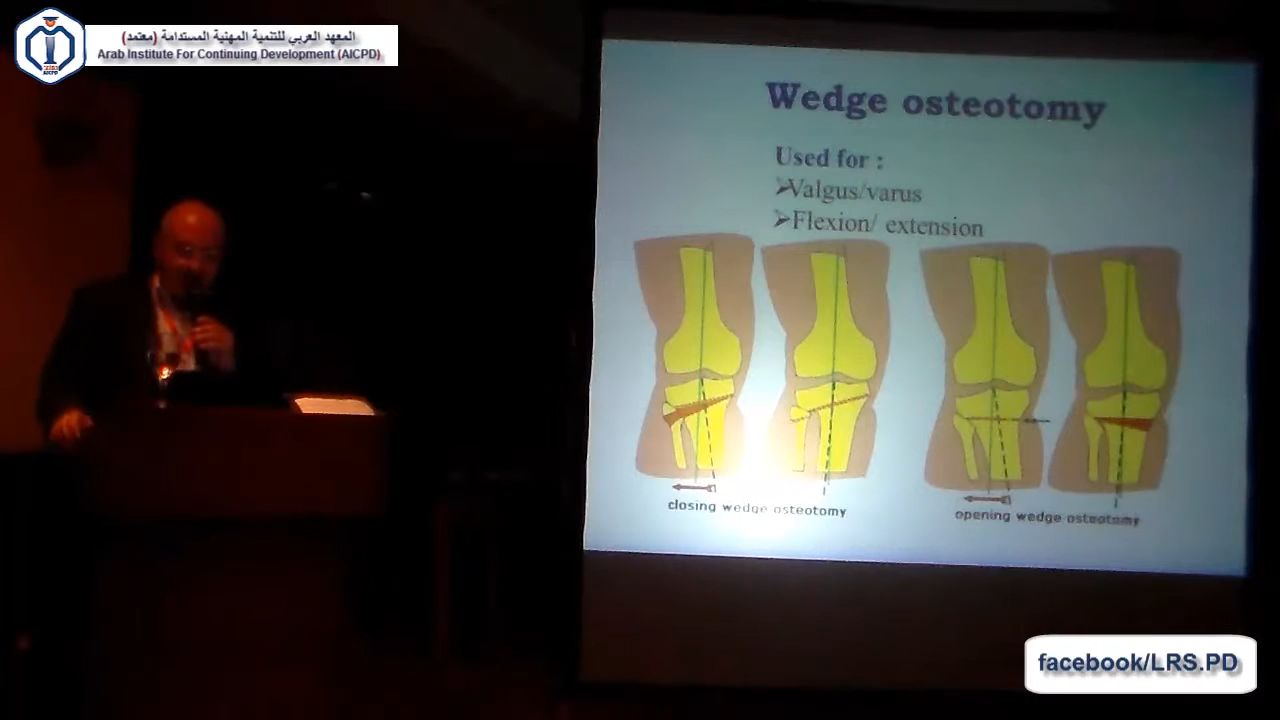 المعهد العربي للتنمية المهنية المستدامة (معتمد)
Arab Institute For Continuing Development (AICPD)
AICPD
Wedge osteotomy
Used for :
➢Valgus/varus
➢Flexion/ extension
closing wedge osteotomy
opening wedge osteotomy
facebook/LRS.PD